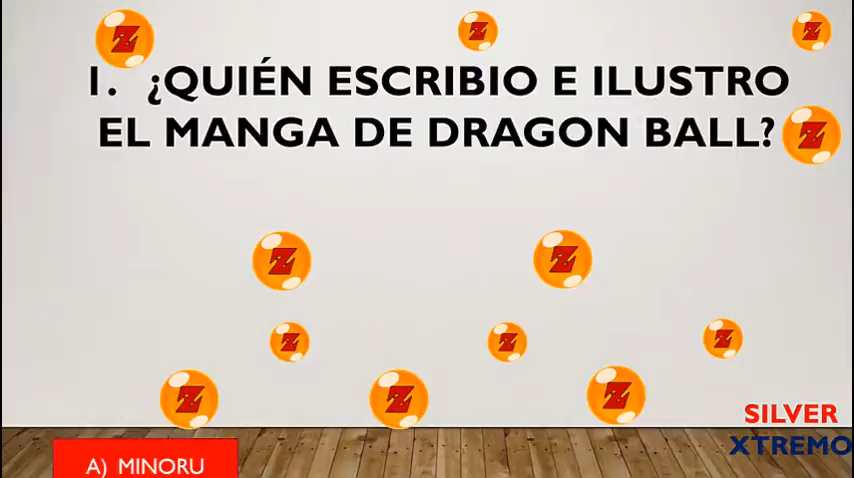 1. ¿QUIÉN ESCRIBIO E ILUSTRO
EL MANGA DE DRAGON BALL?
Z
Z
Z
Z
Z
Z
Z
Z
Z
Z
Z
Z
SILVER
XTREMO
A) MINORU